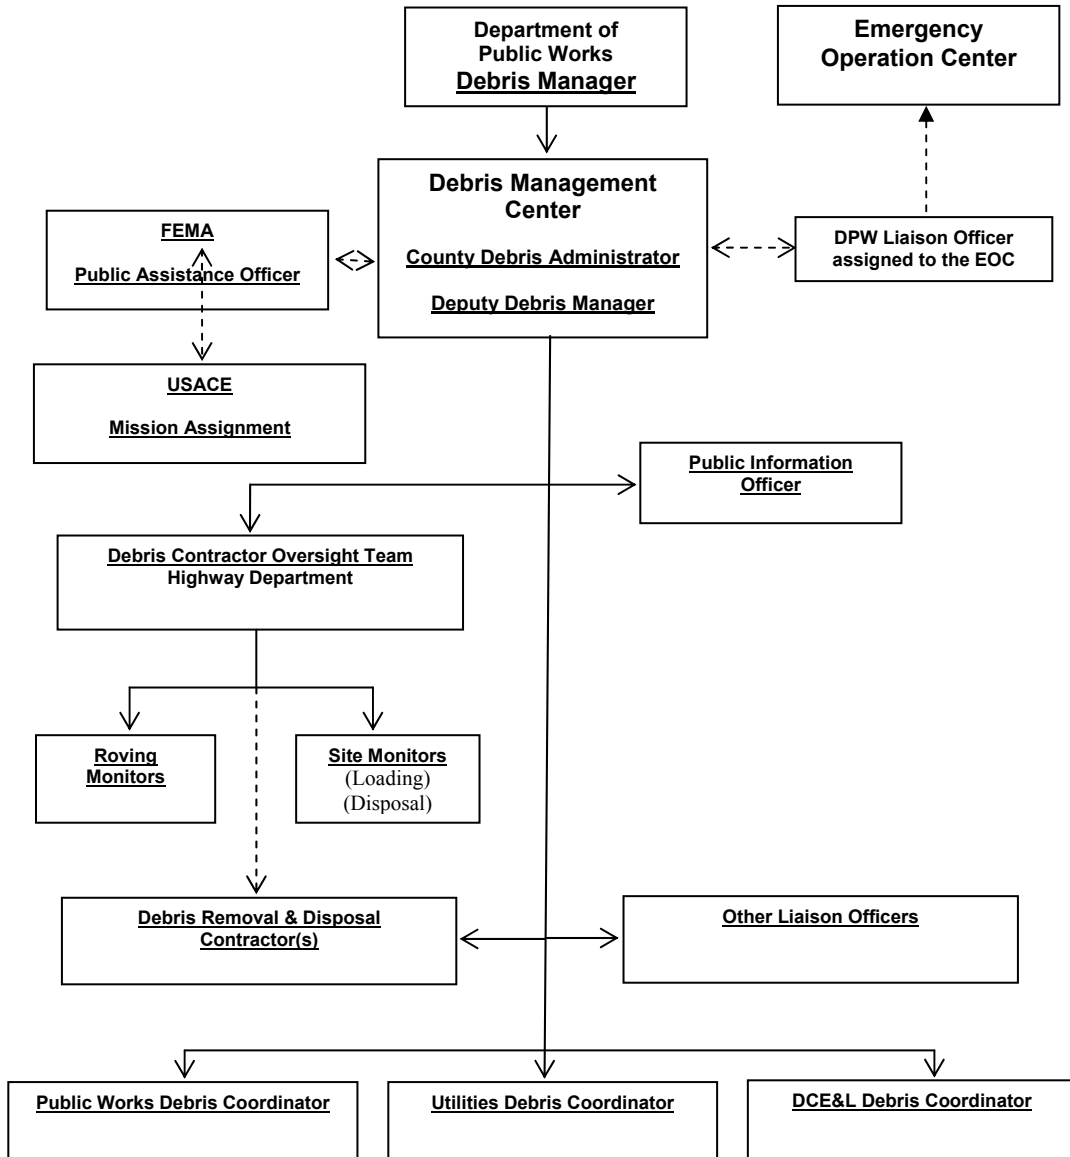 Department of
Public Works
Debris Manager
Emergency
Operation Center
Debris Management
Center
County Debris Administrator
Deputy Debris Manager
FEMA
Public Assistance Officer
DPW Liaison Officer
assigned to the EOC
USACE
Mission Assignment
Public Information
Officer
Debris Contractor Oversight Team
Highway Department
Roving
Monitors
Site Monitors
(Loading)
(Disposal)
Debris Removal & Disposal
Contractor(s)
Other Liaison Officers
Public Works Debris Coordinator
Utilities Debris Coordinator
DCE&L Debris Coordinator